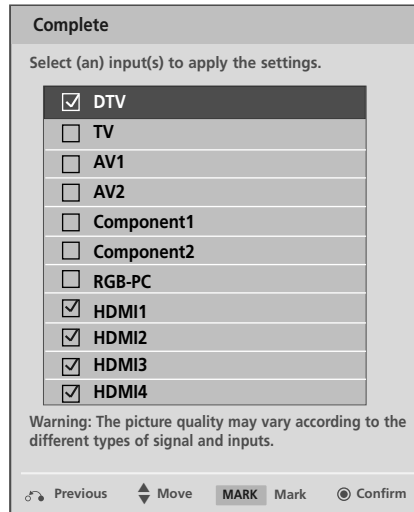 Complete
Select (an) input(s) to apply the settings.
DTV
TV
AV1
AV2
Component1
Component2
RGB-PC
HDMI1
HDMI2
HDMI3
HDMI4
Warning: The picture quality may vary according to the
different types of signal and inputs.
Previous Move MARK Mark Confirm